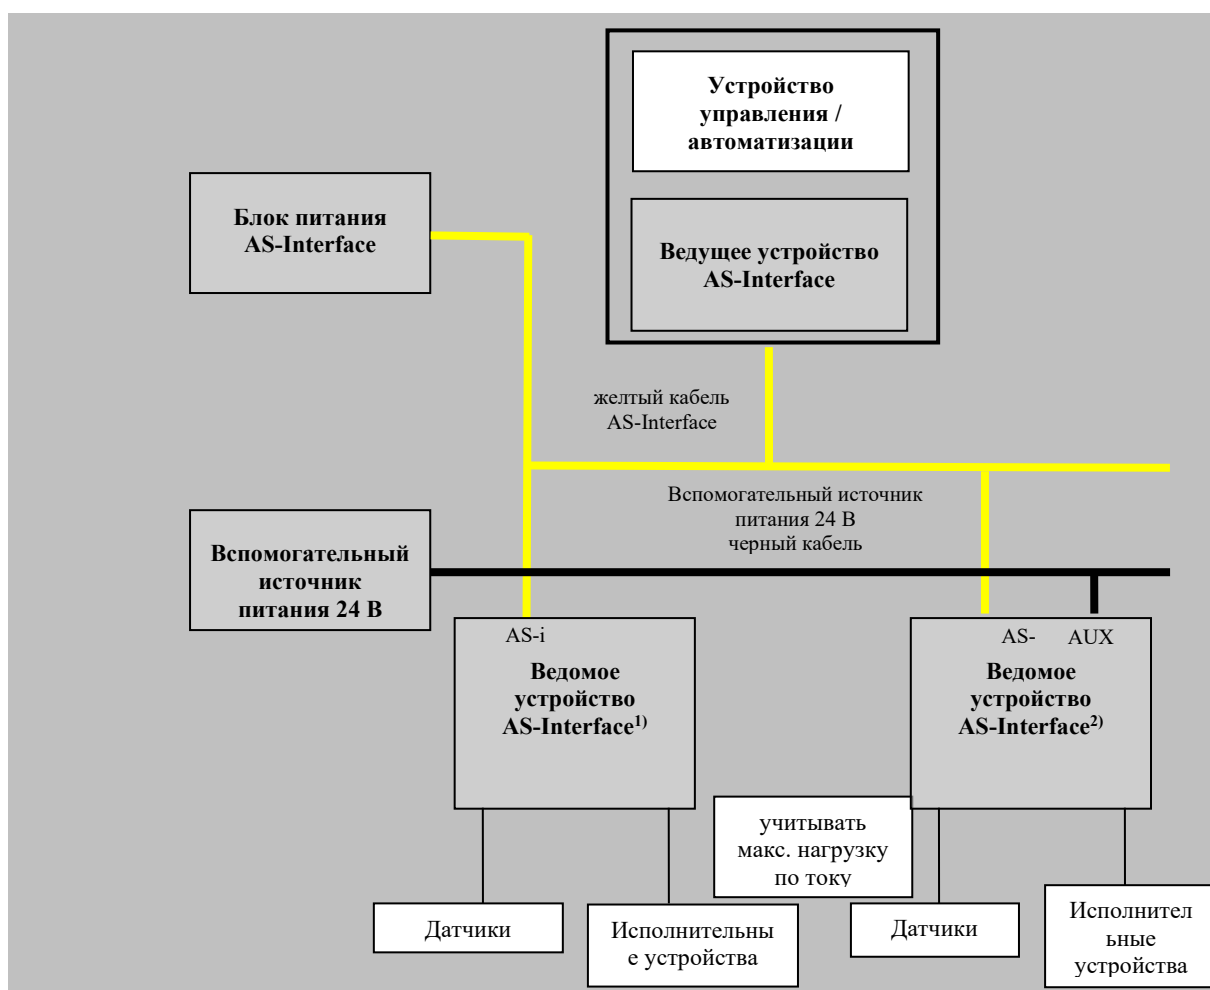 Устройство
управления /
автоматизации
Блок питания
AS-Interface
Ведущее устройство
AS-Interface
желтый кабель
AS-Interface
Вспомогательный источник
питания 24 В
черный кабель
Вспомогательный
источник
питания 24 В
AS-i
Ведомое
устройство
AS-Interface1)
AS-
AUX
Ведомое
устройство
AS-Interface2)
учитывать
макс. нагрузку
по току
Датчики
Исполнительны
е устройства
Датчики
Исполнител
ьные
устройства